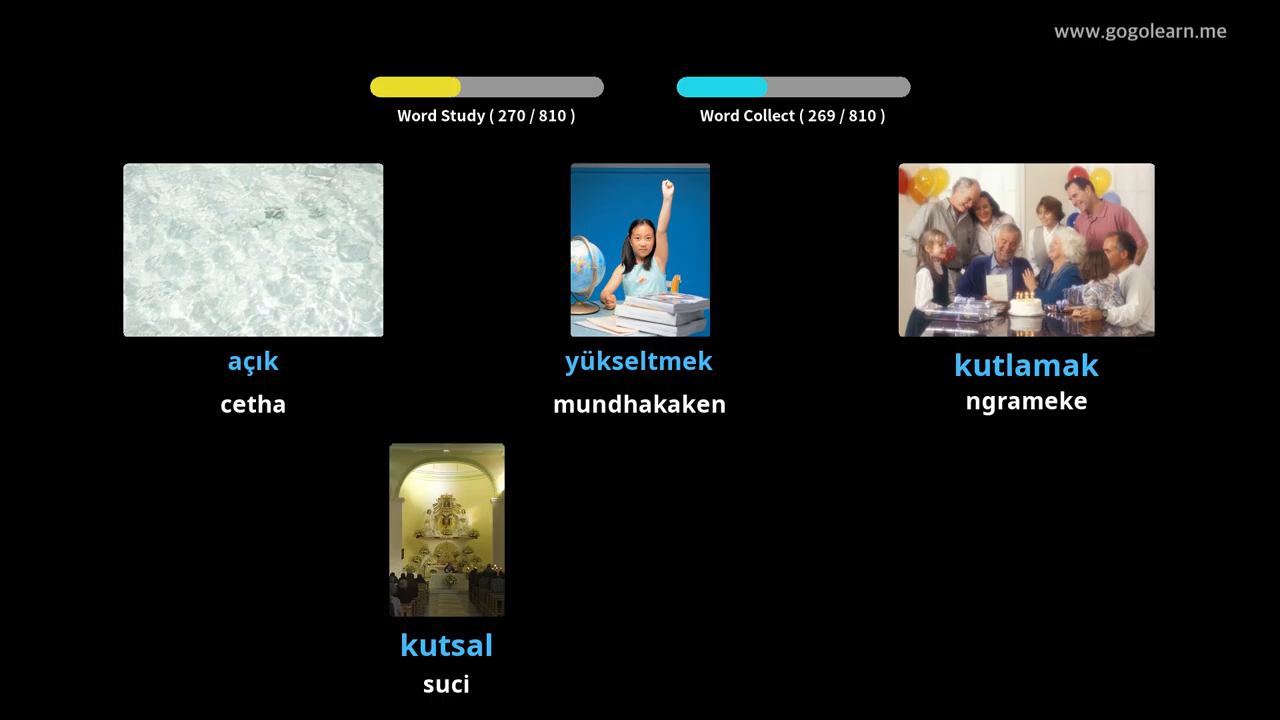 www.gogolearn.me
Word Study ( 270 / 810 )
Word Collect ( 269 / 810 )
açık
cetha
yükseltmek
mundhakaken
kutlamak
ngrameke
kutsal
suci